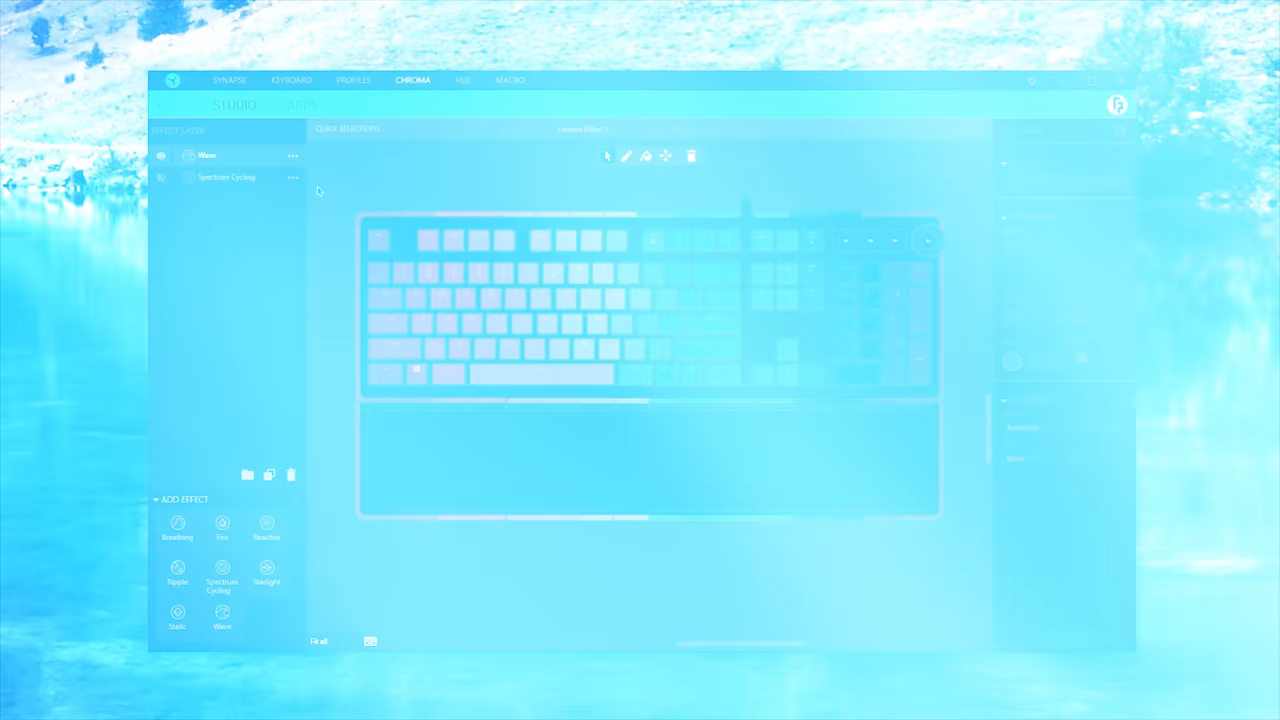 SYNAPSE KEYBOARD PROFILES CHROMA HUE MACRO
STUDIO APPS
EFFECT LAYER
QUICK SELECTIONS
Wave
Spectrum Cycling
ADD EFFECT
Breathing Fire Reactive
Ripple Spectrum Cycling Starlight
Static Wave
Fit all